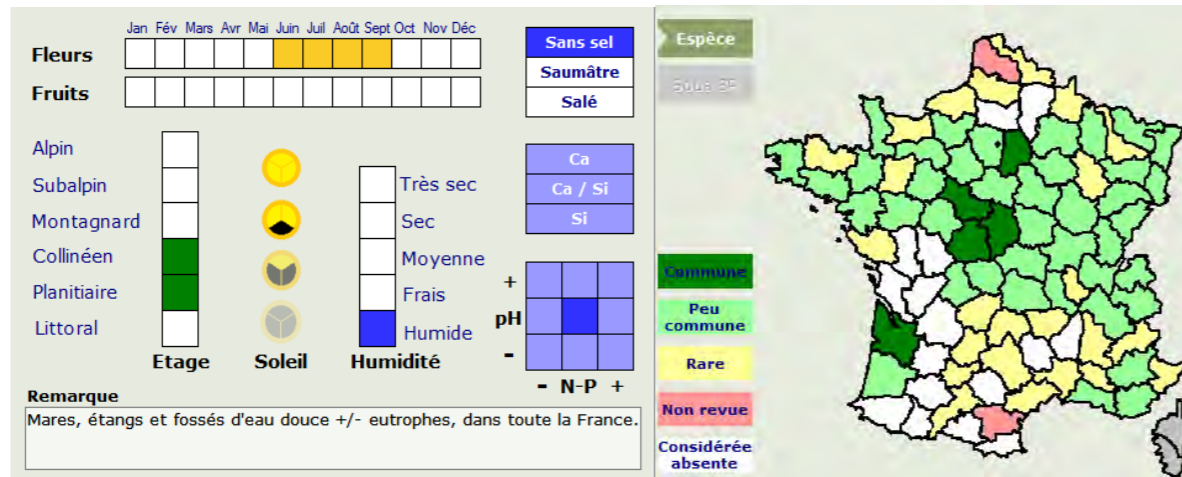 Jan Fév Mars Avr Mai Juin Juil Août Sept Oct Nov Déc
Fleurs
Fruits
Sans sel
Saumâtre
Salé
Alpin
Subalpin
Montagnard
Collinéen
Planitiaire
Littoral
Etage
Soleil
Très sec
Sec
Moyenne
Frais
Humide
Humidité
Ca
Ca / Si
Si
+
pH
-
- N-P +
Remarque
Mares, étangs et fossés d'eau douce +/- eutrophes, dans toute la France.
Espèce
Sous SP
Commune
Peu
commune
Rare
Non revue
Considérée
absente